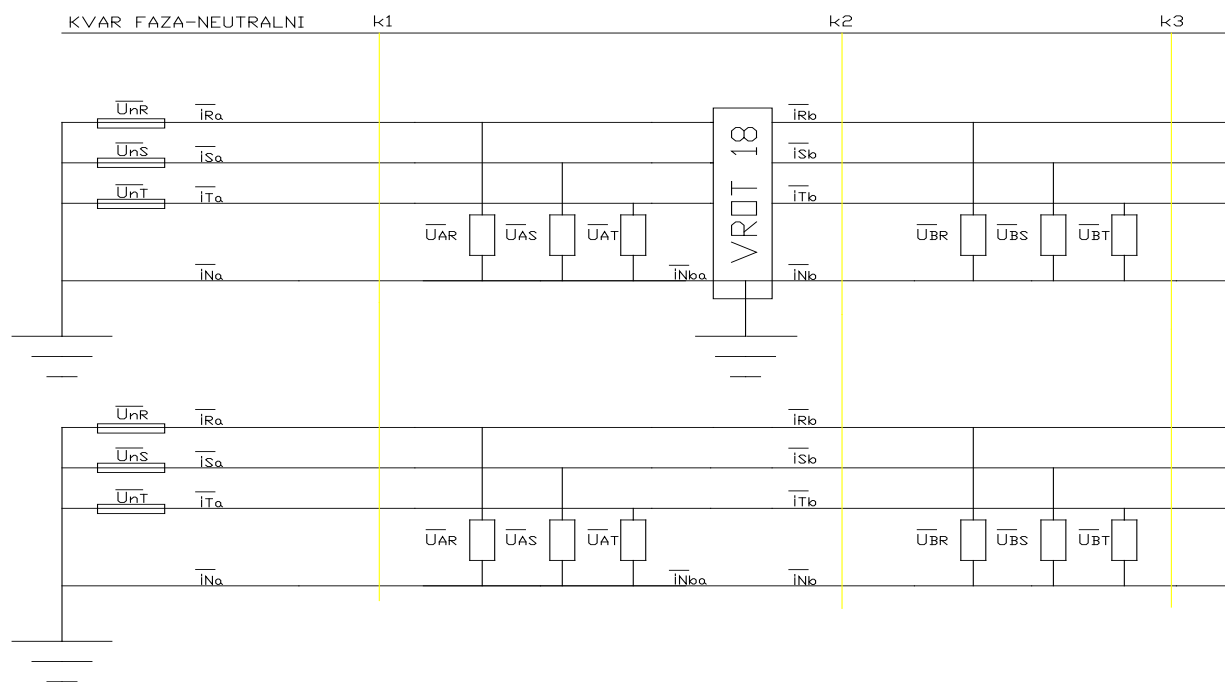 KVAR FAZA-NEUTRALNI k1 k2 k3
UnR iRa iRb
UnS iSa iSb
UnT iTa iTb
UAR UAS UAT VROT 18 UBR UBS UBT
iNa iNba iNb
UnR iRa iRb
UnS iSa iSb
UnT iTa iTb
UAR UAS UAT UBR UBS UBT
iNa iNba iNb